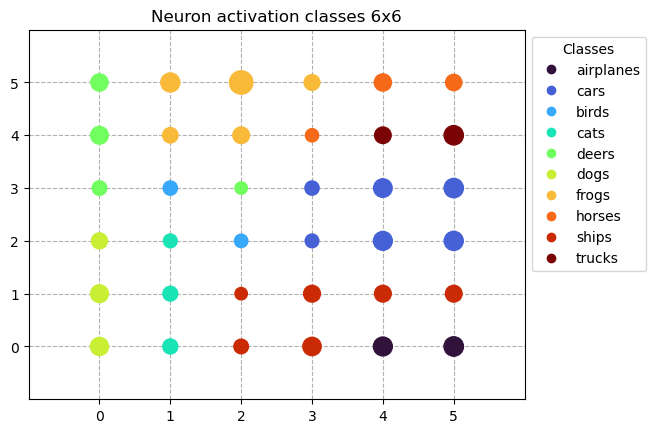 Neuron activation classes 6x6
Classes
airplanes
cars
birds
cats
deers
dogs
frogs
horses
ships
trucks
5
4
3
2
1
0
0 1 2 3 4 5